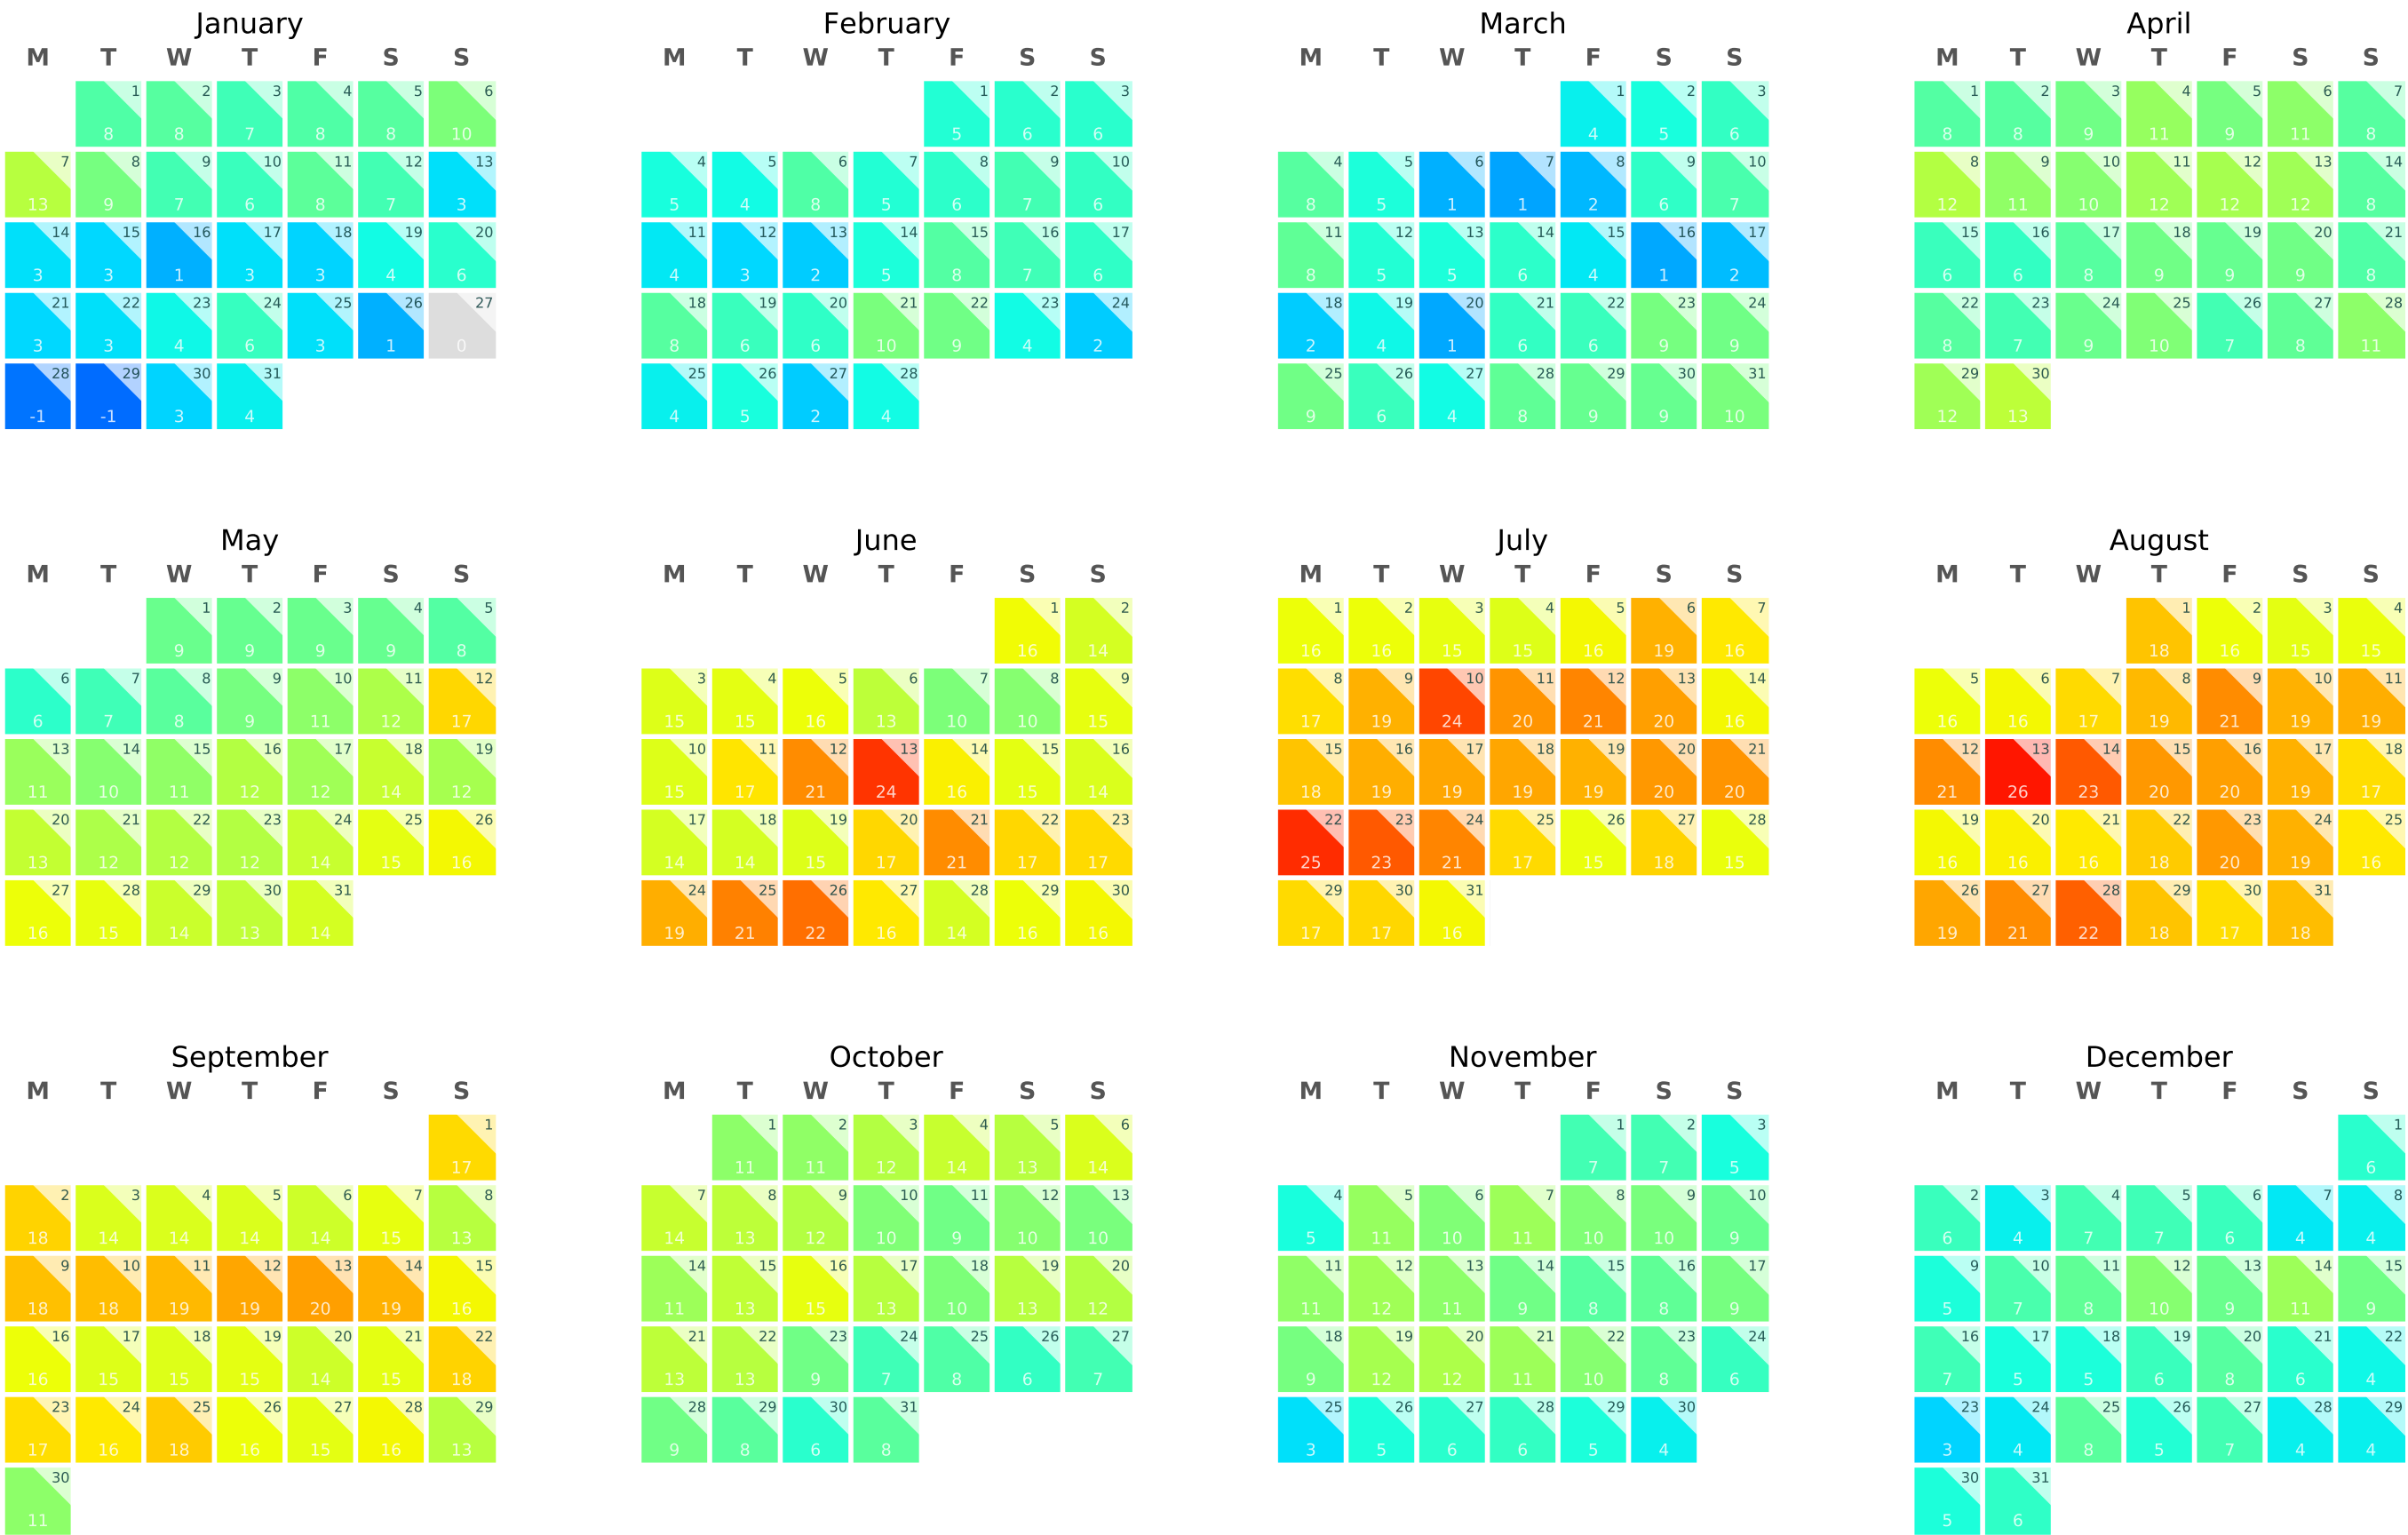 January February March April
M T W T F S S M T W T F S S M T W T F S S M T W T F S S
1 2 3 4 5 6 1 2 3 1 2 3 1 2 3 4 5 6 7
8 8 7 8 8 10 5 6 6 4 5 6 8 8 9 11 9 11 8
7 8 9 10 11 12 13 4 5 6 7 8 9 10 4 5 6 7 8 9 10 8 9 10 11 12 13 14
13 9 7 6 8 7 3 5 4 8 5 6 7 6 8 5 1 1 2 6 7 12 11 10 12 12 12 8
14 15 16 17 18 19 20 11 12 13 14 15 16 17 11 12 13 14 15 16 17 15 16 17 18 19 20 21
3 3 1 3 3 4 6 4 3 2 5 8 7 6 8 5 5 6 4 1 2 6 6 8 9 9 9 8
21 22 23 24 25 26 27 18 19 20 21 22 23 24 18 19 20 21 22 23 24 22 23 24 25 26 27 28
3 3 4 6 3 1 0 8 6 6 10 9 4 2 2 4 1 6 6 9 9 8 7 9 10 7 8 11
28 29 30 31 25 26 27 28 25 26 27 28 29 30 31 29 30
-1 -1 3 4 4 5 2 4 9 6 4 8 9 9 10 12 13
May June July August
M T W T F S S M T W T F S S M T W T F S S M T W T F S S
1 2 3 4 5 1 2 1 2 3 4 5 6 7 1 2 3 4
9 9 9 9 8 16 14 16 16 15 15 16 19 16 18 16 15 15
6 7 8 9 10 11 12 3 4 5 6 7 8 9 8 9 10 11 12 13 14 5 6 7 8 9 10 11
6 7 8 9 11 12 17 15 15 16 13 10 10 15 17 19 24 20 21 20 16 16 16 17 19 21 19 19
13 14 15 16 17 18 19 10 11 12 13 14 15 16 15 16 17 18 19 20 21 12 13 14 15 16 17 18
11 10 11 12 12 14 12 15 17 21 24 16 15 14 18 19 19 19 19 20 20 21 26 23 20 20 19 17
20 21 22 23 24 25 26 17 18 19 20 21 22 23 22 23 24 25 26 27 28 19 20 21 22 23 24 25
13 12 12 12 14 15 16 14 14 15 17 21 17 17 25 23 21 17 15 18 15 16 16 16 18 20 19 16
27 28 29 30 31 24 25 26 27 28 29 30 29 30 31 26 27 28 29 30 31
16 15 14 13 14 19 21 22 16 14 16 16 17 17 16 19 21 22 18 17 18
September October November December
M T W T F S S M T W T F S S M T W T F S S M T W T F S S
1 1 2 3 4 5 6 1 2 3 1
17 11 11 12 14 13 14 7 7 5 6
2 3 4 5 6 7 8 7 8 9 10 11 12 13 4 5 6 7 8 9 10 2 3 4 5 6 7 8
18 14 14 14 14 15 13 14 13 12 10 9 10 10 5 11 10 11 10 10 9 6 4 7 7 6 4 4
9 10 11 12 13 14 15 14 15 16 17 18 19 20 11 12 13 14 15 16 17 9 10 11 12 13 14 15
18 18 19 19 20 19 16 11 13 15 13 10 13 12 11 12 11 9 8 8 9 5 7 8 10 9 11 9
16 17 18 19 20 21 22 21 22 23 24 25 26 27 18 19 20 21 22 23 24 16 17 18 19 20 21 22
16 15 15 15 14 15 18 13 13 9 7 8 6 7 9 12 12 11 10 8 6 7 5 5 6 8 6 4
23 24 25 26 27 28 29 28 29 30 31 25 26 27 28 29 30 23 24 25 26 27 28 29
17 16 18 16 15 16 13 9 8 6 8 3 5 6 6 5 4 3 4 8 5 7 4 4
30 30 31
11 5 6